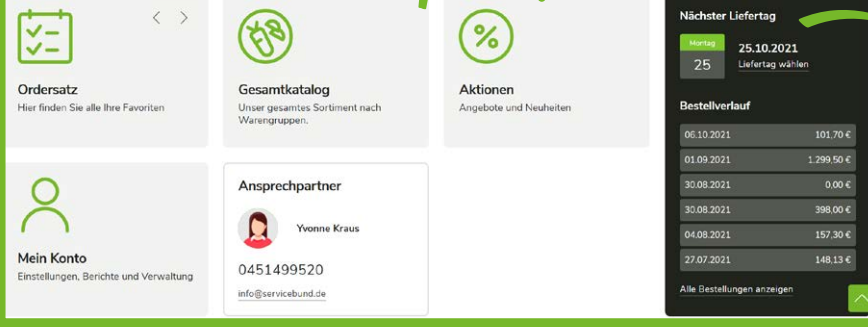 Ordersatz
Hier finden Sie alle Ihre Favoriten
Gesamtkatalog
Unser gesamtes Sortiment nach
Warengruppen.
Aktionen
Angebote und Neuheiten
Mein Konto
Einstellungen, Berichte und Verwaltung
Ansprechpartner
Yvonne Kraus
0451499520
info@servicebund.de
Nächster Liefertag
Montag
25
25.10.2021
Liefertag wählen
Bestellverlauf
06.10.2021 101,70 €
01.09.2021 1.299,50 €
30.08.2021 0,00 €
30.08.2021 398,00 €
04.08.2021 157,30 €
27.07.2021 148,13 €
Alle Bestellungen anzeigen